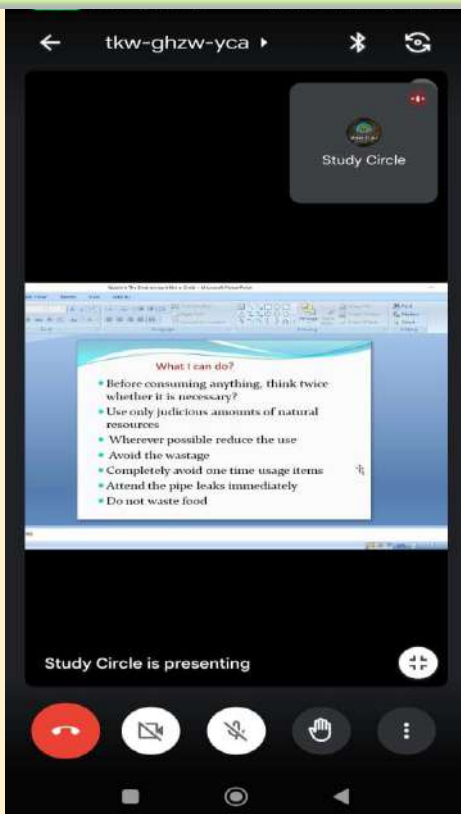 tkw-ghzw-yca
Study Circle
What I can do?
Before consuming anything, think twice
whether it is necessary?
Use only judicious amounts of natural
resources
Wherever possible reduce the use
Avoid the wastage
Completely avoid one time usage items
Attend the pipe leaks immediately
Do not waste food
Study Circle is presenting